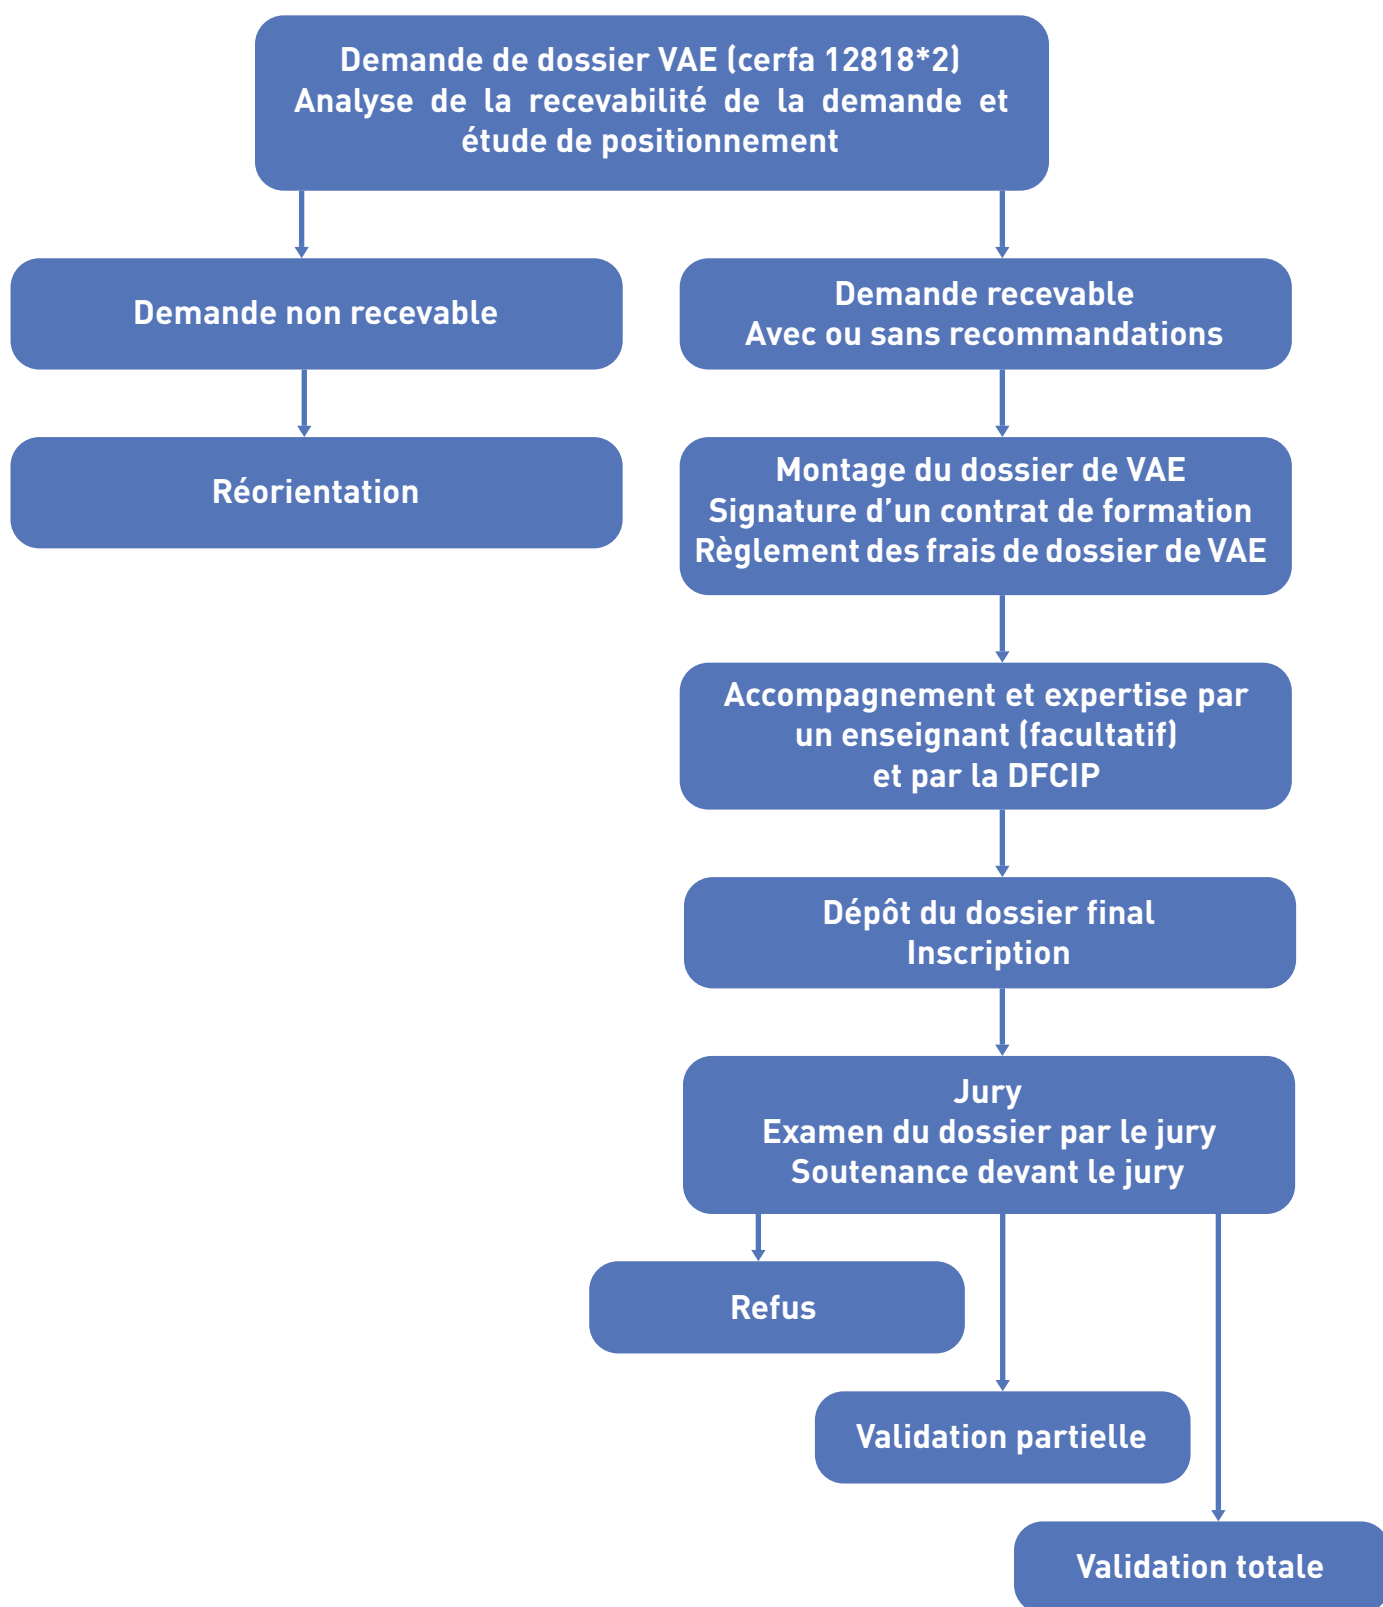 Demande de dossier VAE (cerfa 12818*2)
Analyse de la recevabilité de la demande et
étude de positionnement
Demande non recevable
Demande recevable
Avec ou sans recommandations
Réorientation
Montage du dossier de VAE
Signature d’un contrat de formation
Règlement des frais de dossier de VAE
Accompagnement et expertise par
un enseignant (facultatif)
et par la DFCIP
Dépôt du dossier final
Inscription
Jury
Examen du dossier par le jury
Soutenance devant le jury
Refus
Validation partielle
Validation totale